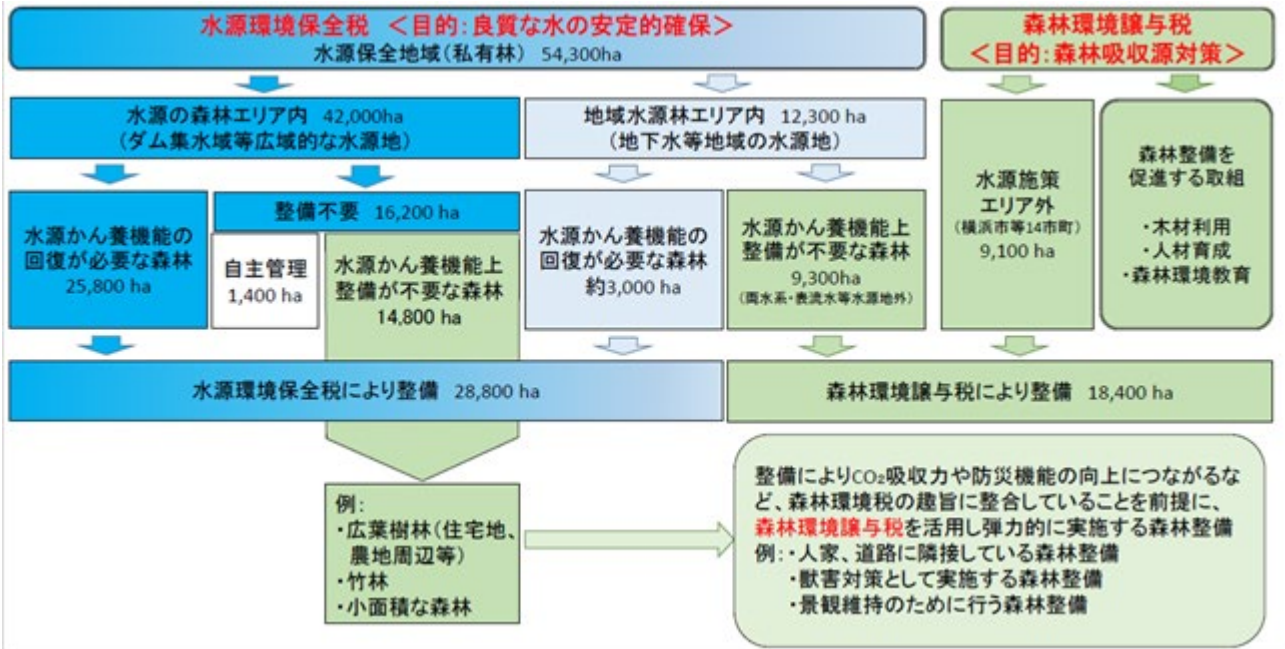 水源環境保全税 <目的:良質な水の安定的確保>
水源保全地域(私有林) 54,300ha
森林環境譲与税
<目的:森林吸収源対策>
水源の森林エリア内 42,000ha
(ダム集水域等広域的な水源地)
地域水源林エリア内 12,300 ha
(地下水等地域の水源地)
水源かん養機能の
回復が必要な森林
25,800 ha
整備不要 16,200 ha
自主管理
1,400 ha
水源かん養機能上
整備が不要な森林
14,800 ha
水源かん養機能の
回復が必要な森林
約3,000 ha
水源かん養機能上
整備が不要な森林
9,300ha
(両水系・表流水等水源地外)
水源施策
エリア外
(横浜市等14市町)
9,100 ha
森林整備を
促進する取組
・木材利用
・人材育成
・森林環境教育
水源環境保全税により整備 28,800 ha
森林環境譲与税により整備 18,400 ha
例:
・広葉樹林(住宅地、
農地周辺等)
・竹林
・小面積な森林
整備によりCO₂吸収力や防災機能の向上につながるな
ど、森林環境税の趣旨に整合していることを前提に、
森林環境譲与税を活用し弾力的に実施する森林整備
例:・人家、道路に隣接している森林整備
・獣害対策として実施する森林整備
・景観維持のために行う森林整備